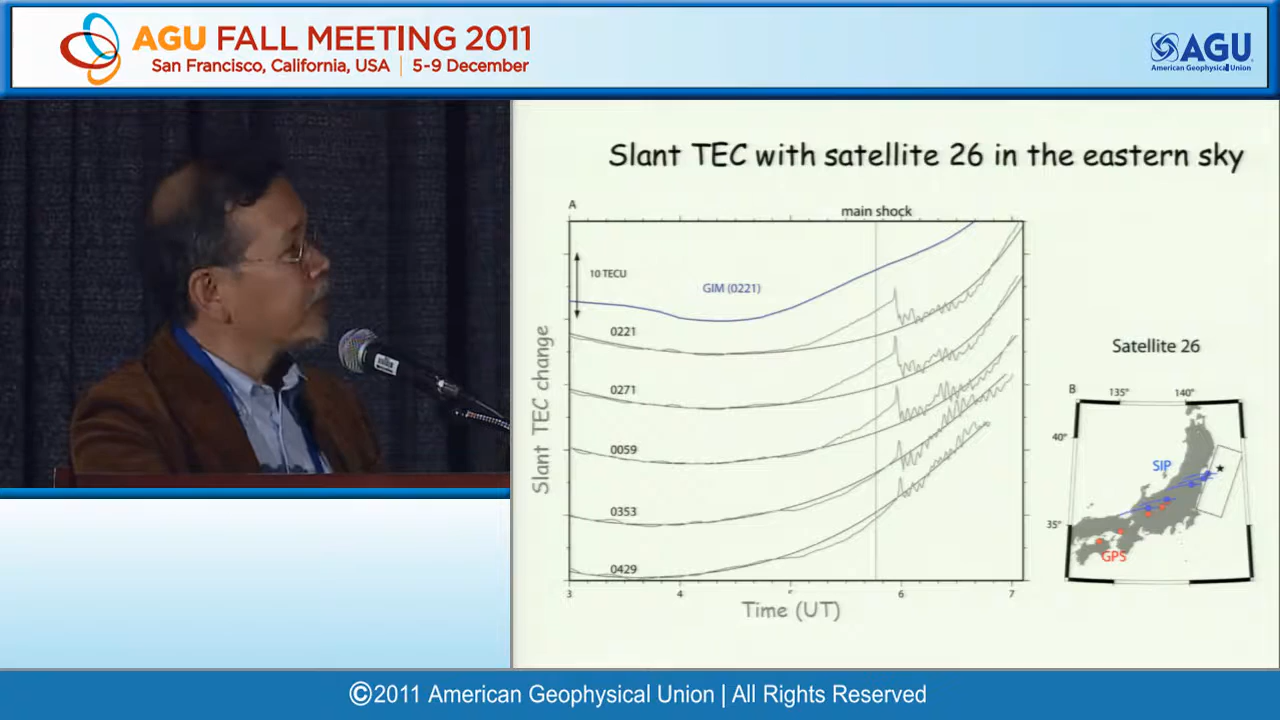 AGU FALL MEETING 2011
San Francisco, California, USA | 5-9 December
AGU
American Geophysical Union
Slant TEC with satellite 26 in the eastern sky
A
main shock
10 TECU
GIM (0221)
0221
0271
0059
0353
0429
Slant TEC change
3 4 5 6 7
Time (UT)
Satellite 26
B 135° 140°
40°
SIP
35°
GPS
©2011 American Geophysical Union | All Rights Reserved